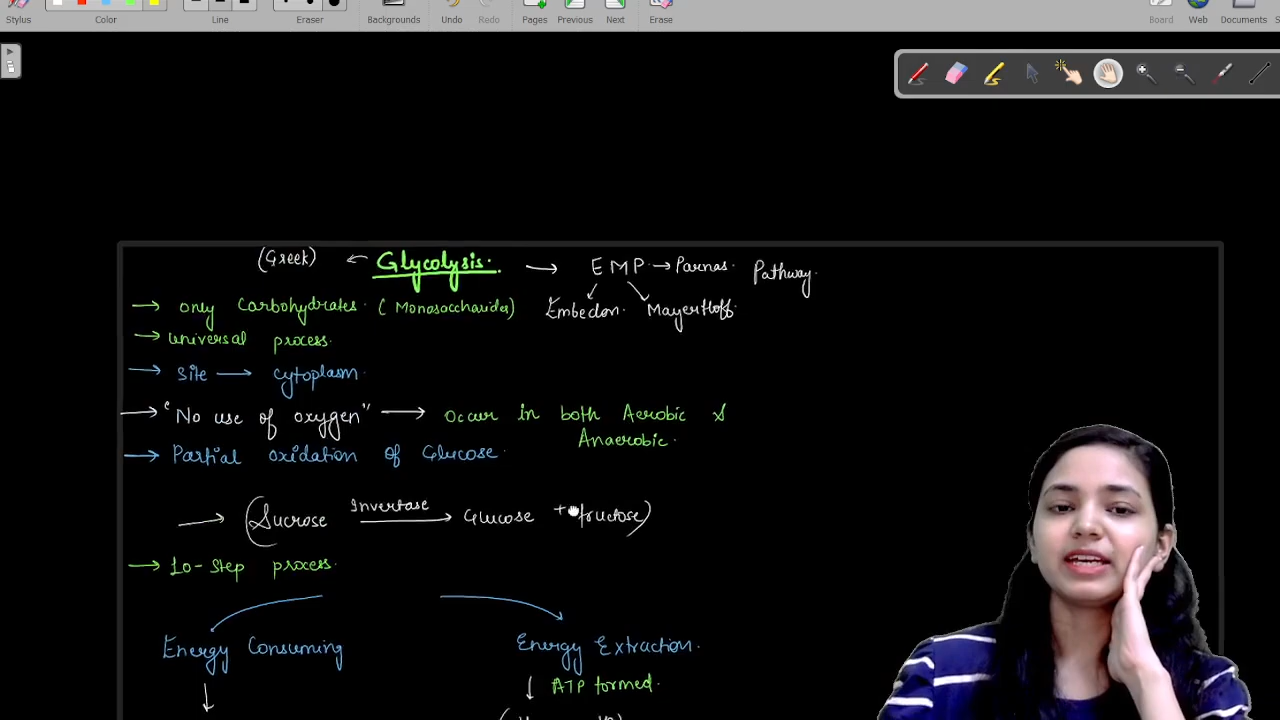 Stylus Color Line Eraser Backgrounds Undo Redo Pages Previous Next Erase Board Web Documents
(Greek) ← Glycolysis. → EMP → Parnas. Pathway.
→ only Carbohydrates. (Monosaccharides) Embedon. Mayerhoff.
→ Universal process.
→ Site → cytoplasm.
→ "No use of oxygen" → Occur in both Aerobic &
Anaerobic.
→ Partial oxidation of Glucose.
→ (Sucrose Invertase → Glucose + fructose)
→ 10-Step process.
Energy Consuming Energy Extraction.
↓ ↓ ATP formed.